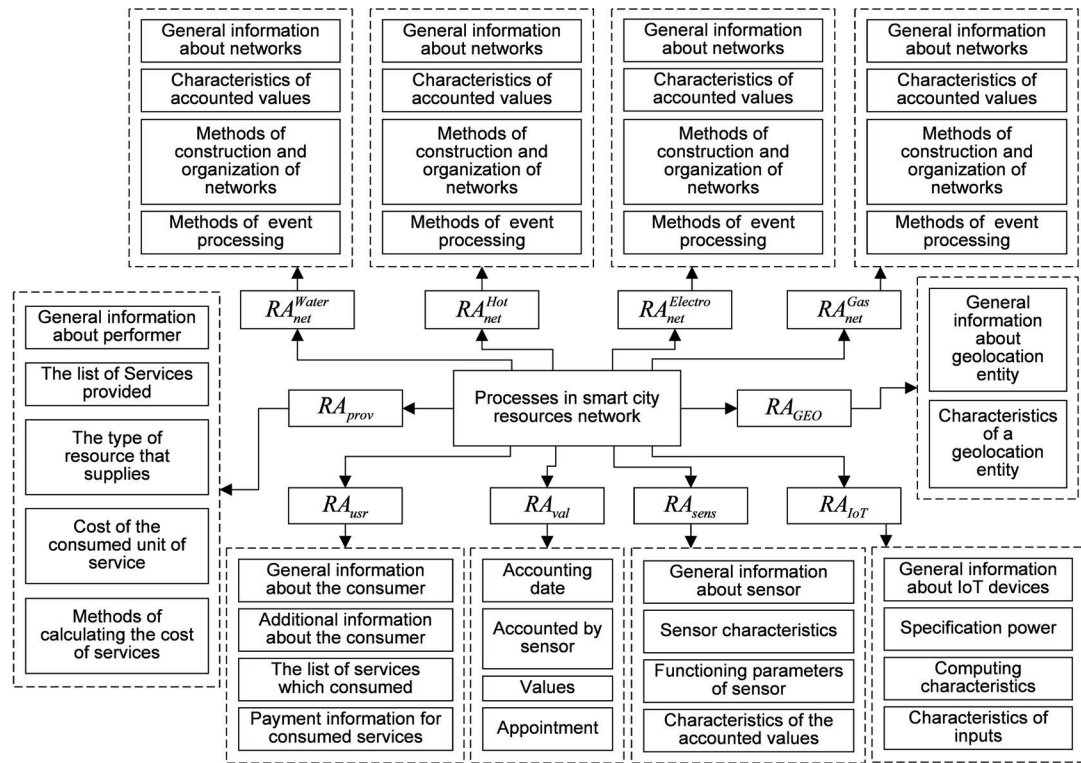 General information
about networks
Characteristics of
accounted values
Methods of
construction and
organization of
networks
Methods of event
processing
General information
about networks
Characteristics of
accounted values
Methods of
construction and
organization of
networks
Methods of event
processing
General information
about networks
Characteristics of
accounted values
Methods of
construction and
organization of
networks
Methods of event
processing
General information
about networks
Characteristics of
accounted values
Methods of
construction and
organization of
networks
Methods of event
processing
RA_net^Water
RA_net^Hot
RA_net^Electro
RA_net^Gas
General information
about performer
The list of Services
provided
The type of
resource that
supplies
Cost of the
consumed unit of
service
Methods of
calculating the cost
of services
RA_prov
Processes in smart city
resources network
RA_GEO
General
information
about
geolocation
entity
Characteristics
of a
geolocation
entity
RA_usr
RA_val
RA_sens
RA_IoT
General information
about the consumer
Additional information
about the consumer
The list of services
which consumed
Payment information for
consumed services
Accounting
date
Accounted by
sensor
Values
Appointment
General information
about sensor
Sensor characteristics
Functioning parameters
of sensor
Characteristics of the
accounted values
General information
about IoT devices
Specification power
Computing
characteristics
Characteristics of
inputs